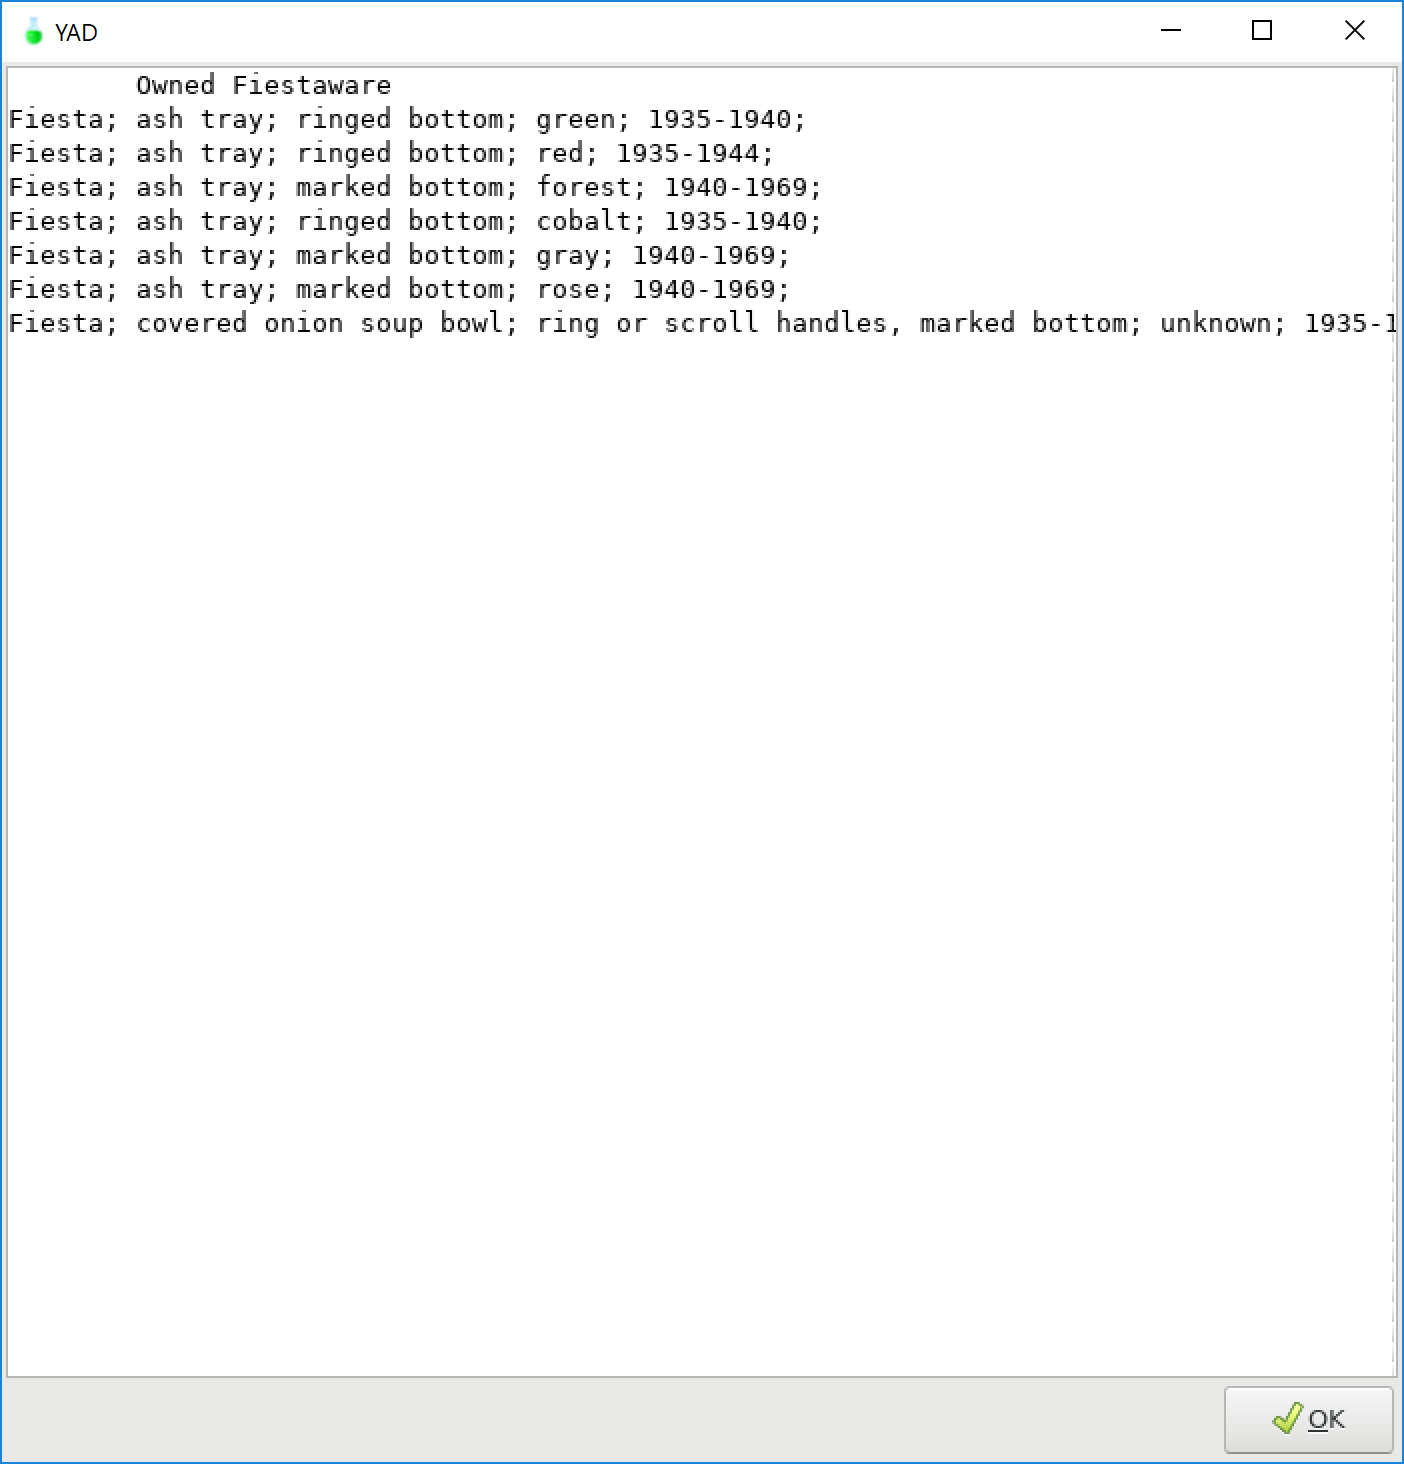 YAD
Owned Fiestaware
Fiesta; ash tray; ringed bottom; green; 1935-1940;
Fiesta; ash tray; ringed bottom; red; 1935-1944;
Fiesta; ash tray; marked bottom; forest; 1940-1969;
Fiesta; ash tray; ringed bottom; cobalt; 1935-1940;
Fiesta; ash tray; marked bottom; gray; 1940-1969;
Fiesta; ash tray; marked bottom; rose; 1940-1969;
Fiesta; covered onion soup bowl; ring or scroll handles, marked bottom; unknown; 1935-1
OK